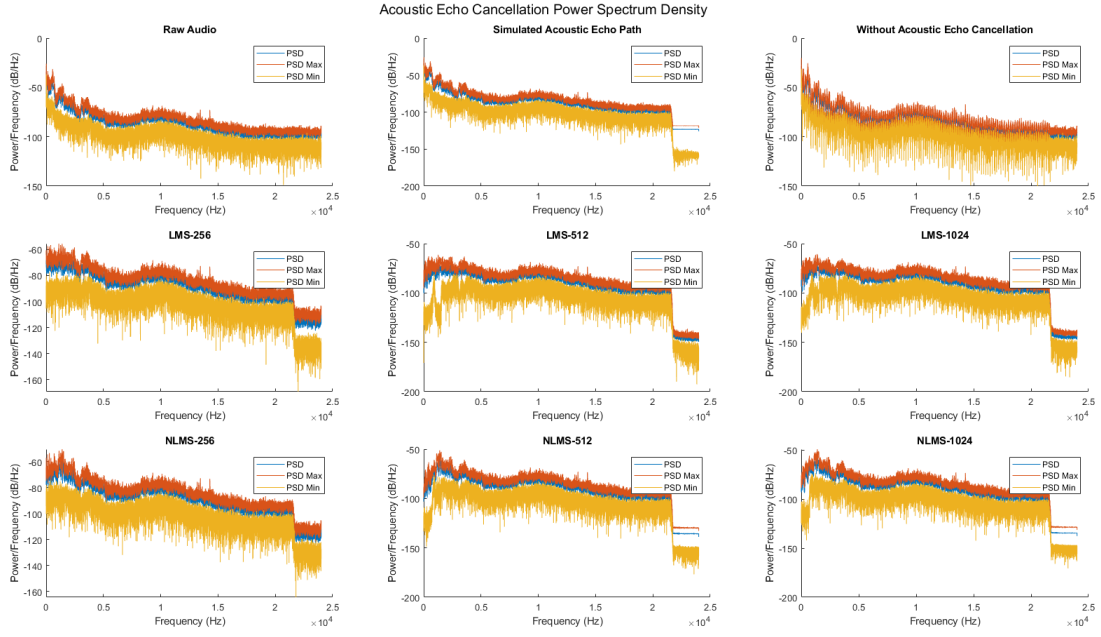 Acoustic Echo Cancellation Power Spectrum Density
Raw Audio
Power/Frequency (dB/Hz)
0
-50
-100
-150
PSD
PSD Max
PSD Min
0 0.5 1 1.5 2 2.5
Frequency (Hz)
× 10^4
Simulated Acoustic Echo Path
Power/Frequency (dB/Hz)
0
-50
-100
-150
-200
PSD
PSD Max
PSD Min
0 0.5 1 1.5 2 2.5
Frequency (Hz)
× 10^4
Without Acoustic Echo Cancellation
Power/Frequency (dB/Hz)
0
-50
-100
-150
PSD
PSD Max
PSD Min
0 0.5 1 1.5 2 2.5
Frequency (Hz)
× 10^4
LMS-256
Power/Frequency (dB/Hz)
-60
-80
-100
-120
-140
-160
PSD
PSD Max
PSD Min
0 0.5 1 1.5 2 2.5
Frequency (Hz)
× 10^4
LMS-512
Power/Frequency (dB/Hz)
-50
-100
-150
-200
PSD
PSD Max
PSD Min
0 0.5 1 1.5 2 2.5
Frequency (Hz)
× 10^4
LMS-1024
Power/Frequency (dB/Hz)
-50
-100
-150
-200
PSD
PSD Max
PSD Min
0 0.5 1 1.5 2 2.5
Frequency (Hz)
× 10^4
NLMS-256
Power/Frequency (dB/Hz)
-60
-80
-100
-120
-140
-160
PSD
PSD Max
PSD Min
0 0.5 1 1.5 2 2.5
Frequency (Hz)
× 10^4
NLMS-512
Power/Frequency (dB/Hz)
-50
-100
-150
-200
PSD
PSD Max
PSD Min
0 0.5 1 1.5 2 2.5
Frequency (Hz)
× 10^4
NLMS-1024
Power/Frequency (dB/Hz)
-50
-100
-150
-200
PSD
PSD Max
PSD Min
0 0.5 1 1.5 2 2.5
Frequency (Hz)
× 10^4